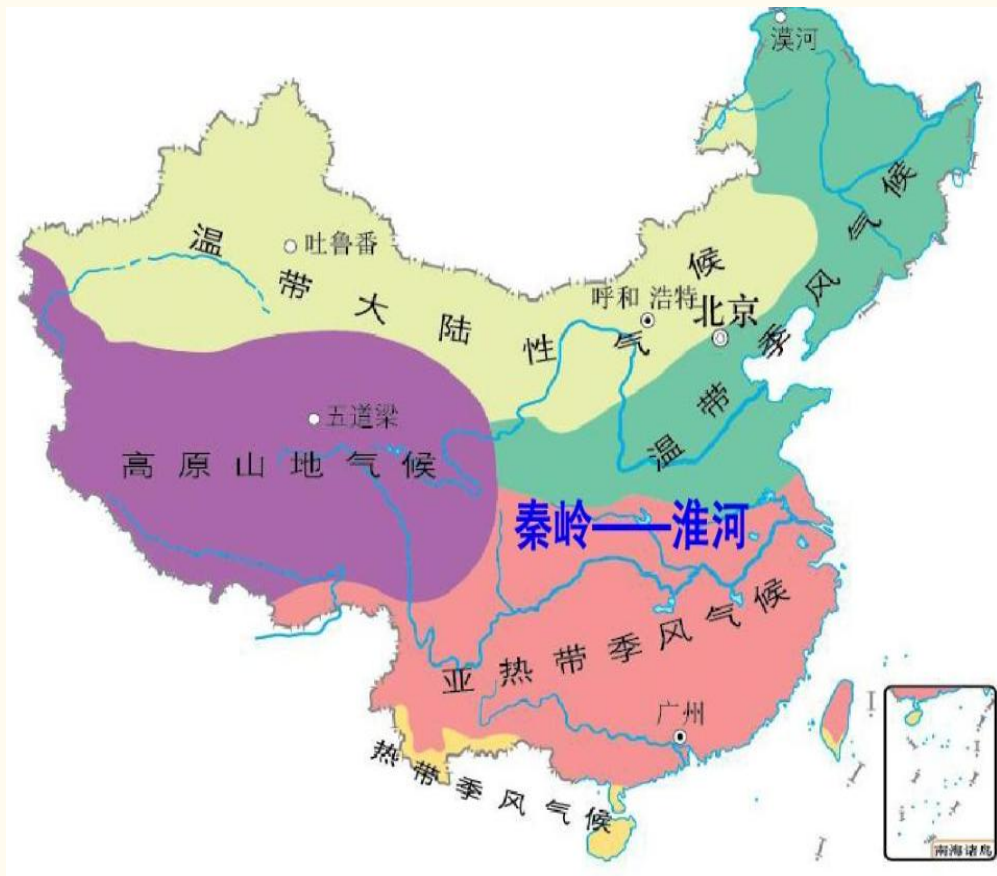 漠河
温带季风气候
吐鲁番
温带大陆性气候
呼和 浩特
北京
五道梁
高原山地气候
秦岭——淮河
亚热带季风气候
广州
热带季风气候
南海诸岛